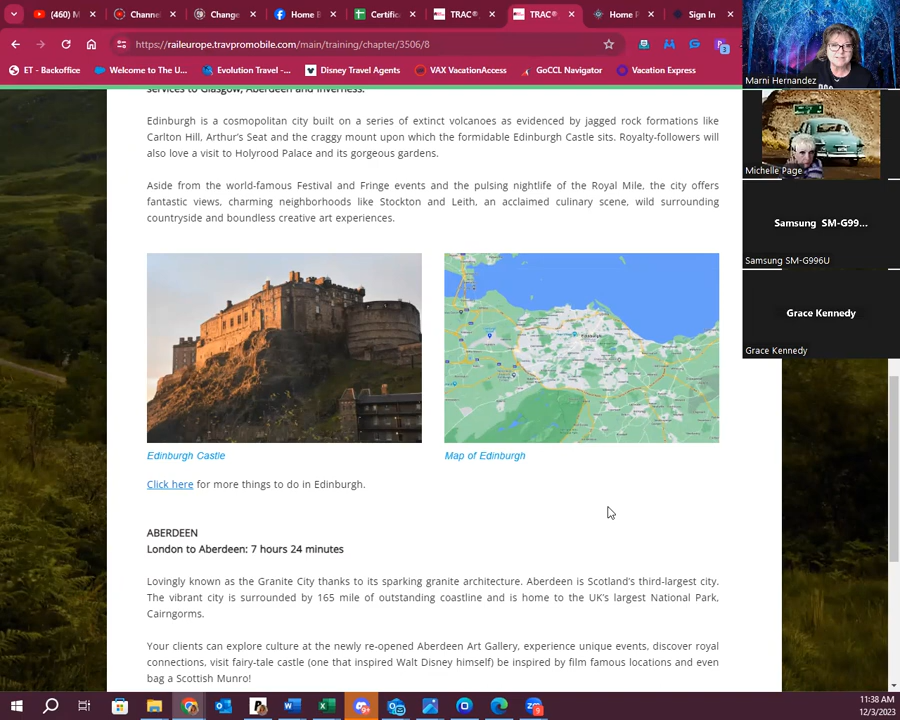 (460) M
Channel
Change
Home B
Certific
TRAC®
TRAC®
Home P
Sign In
https://raileurope.travpromobile.com/main/training/chapter/3506/8
3
ET - Backoffice
Welcome to The U...
Evolution Travel -...
Disney Travel Agents
VAX VacationAccess
GoCCL Navigator
Vacation Express
Marni Hernandez
Michelle Page
Samsung SM-G99...
Samsung SM-G996U
Grace Kennedy
Grace Kennedy
services to Glasgow, Aberdeen and Inverness.
Edinburgh is a cosmopolitan city built on a series of extinct volcanoes as evidenced by jagged rock formations like
Carlton Hill, Arthur's Seat and the craggy mount upon which the formidable Edinburgh Castle sits. Royalty-followers will
also love a visit to Holyrood Palace and its gorgeous gardens.
Aside from the world-famous Festival and Fringe events and the pulsing nightlife of the Royal Mile, the city offers
fantastic views, charming neighborhoods like Stockton and Leith, an acclaimed culinary scene, wild surrounding
countryside and boundless creative art experiences.
Edinburgh Castle
Map of Edinburgh
Click here for more things to do in Edinburgh.
ABERDEEN
London to Aberdeen: 7 hours 24 minutes
Lovingly known as the Granite City thanks to its sparking granite architecture. Aberdeen is Scotland's third-largest city.
The vibrant city is surrounded by 165 mile of outstanding coastline and is home to the UK's largest National Park,
Cairngorms.
Your clients can explore culture at the newly re-opened Aberdeen Art Gallery, experience unique events, discover royal
connections, visit fairy-tale castle (one that inspired Walt Disney himself) be inspired by film famous locations and even
bag a Scottish Munro!
11:38 AM
12/3/2023